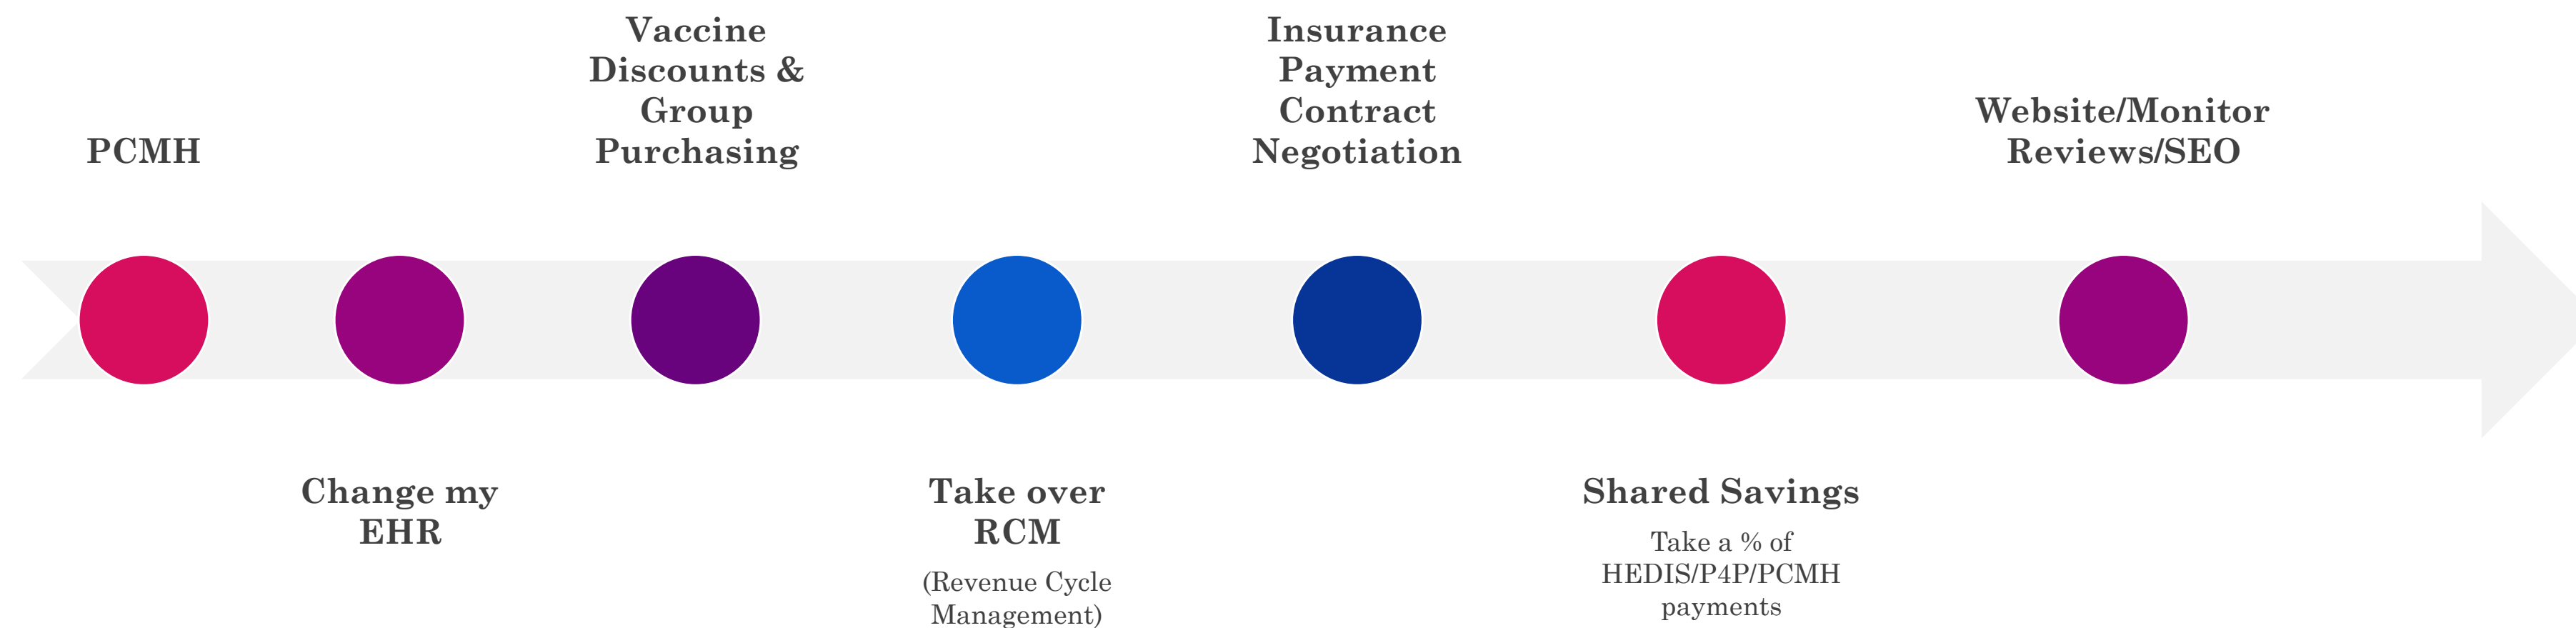 PCMH
Change my
EHR
Vaccine
Discounts &
Group
Purchasing
Take over
RCM
(Revenue Cycle
Management)
Insurance
Payment
Contract
Negotiation
Shared Savings
Take a % of
HEDIS/P4P/PCMH
payments
Website/Monitor
Reviews/SEO